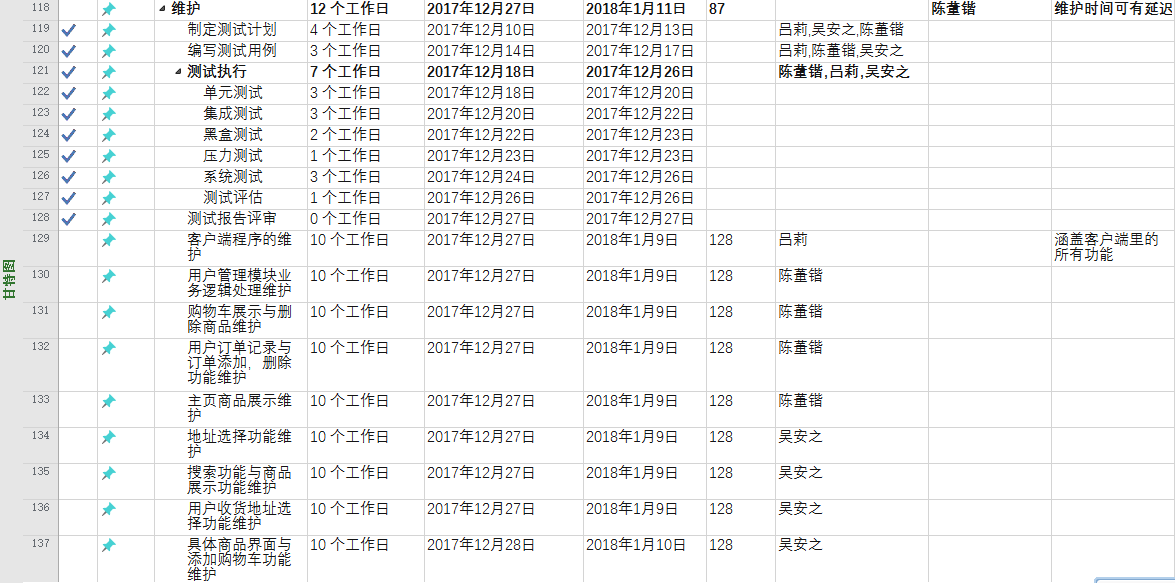 118 维护 12 个工作日 2017年12月27日 2018年1月11日 87 陈堇锴 维护时间可有延迟
119 制定测试计划 4 个工作日 2017年12月10日 2017年12月13日 吕莉,吴安之,陈堇锴
120 编写测试用例 3 个工作日 2017年12月14日 2017年12月17日 吕莉,陈堇锴,吴安之
121 测试执行 7 个工作日 2017年12月18日 2017年12月26日 陈堇锴,吕莉,吴安之
122 单元测试 3 个工作日 2017年12月18日 2017年12月20日
123 集成测试 3 个工作日 2017年12月20日 2017年12月22日
124 黑盒测试 2 个工作日 2017年12月22日 2017年12月23日
125 压力测试 1 个工作日 2017年12月23日 2017年12月23日
126 系统测试 3 个工作日 2017年12月24日 2017年12月26日
127 测试评估 1 个工作日 2017年12月26日 2017年12月26日
128 测试报告评审 0 个工作日 2017年12月27日 2017年12月27日
129 客户端程序的维 10 个工作日 2017年12月27日 2018年1月9日 128 吕莉 涵盖客户端里的
护 所有功能
甘特图
130 用户管理模块业 10 个工作日 2017年12月27日 2018年1月9日 128 陈堇锴
务逻辑处理维护
131 购物车展示与删 10 个工作日 2017年12月27日 2018年1月9日 128 陈堇锴
除商品维护
132 用户订单记录与 10 个工作日 2017年12月27日 2018年1月9日 128 陈堇锴
订单添加，删除
功能维护
133 主页商品展示维 10 个工作日 2017年12月27日 2018年1月9日 128 陈堇锴
护
134 地址选择功能维 10 个工作日 2017年12月27日 2018年1月9日 128 吴安之
护
135 搜索功能与商品 10 个工作日 2017年12月27日 2018年1月9日 128 吴安之
展示功能维护
136 用户收货地址选 10 个工作日 2017年12月27日 2018年1月9日 128 吴安之
择功能维护
137 具体商品界面与 10 个工作日 2017年12月28日 2018年1月10日 128 吴安之
添加购物车功能
维护